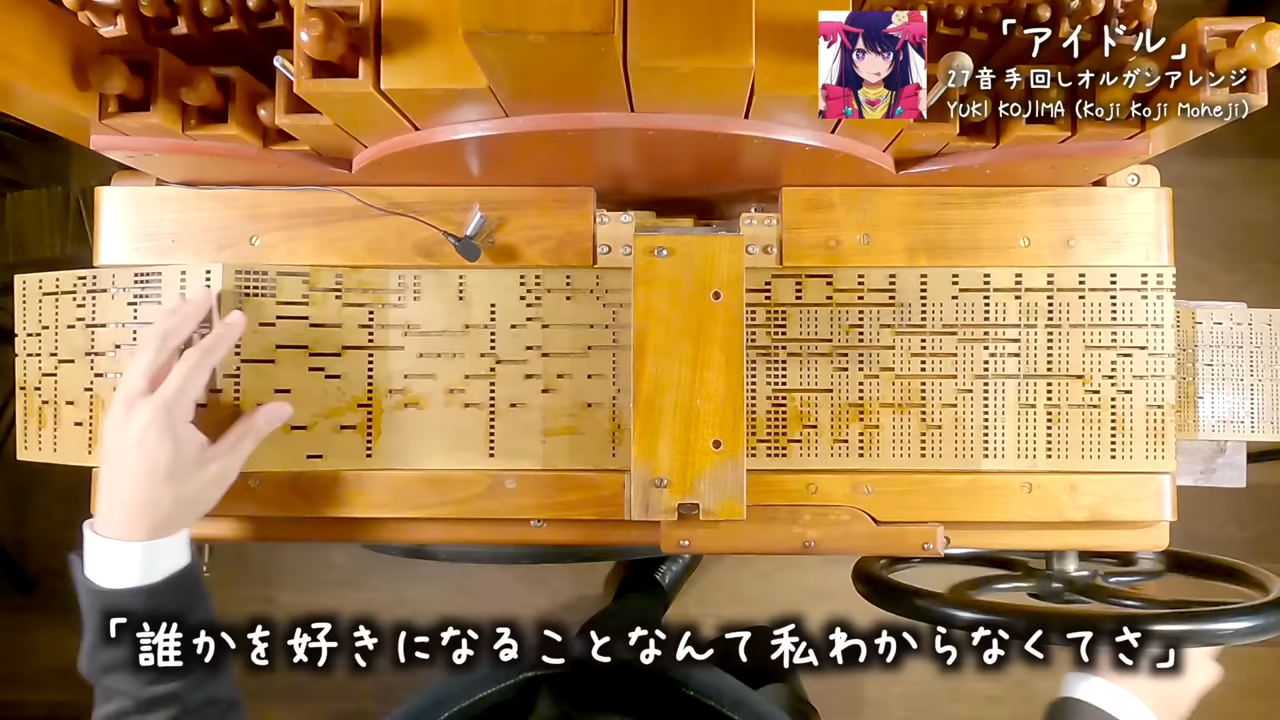 「アイドル」
27音手回しオルガンアレンジ
YUKI KOJIMA (Koji Koji Moheji)
「誰かを好きになることなんて私わからなくてさ」